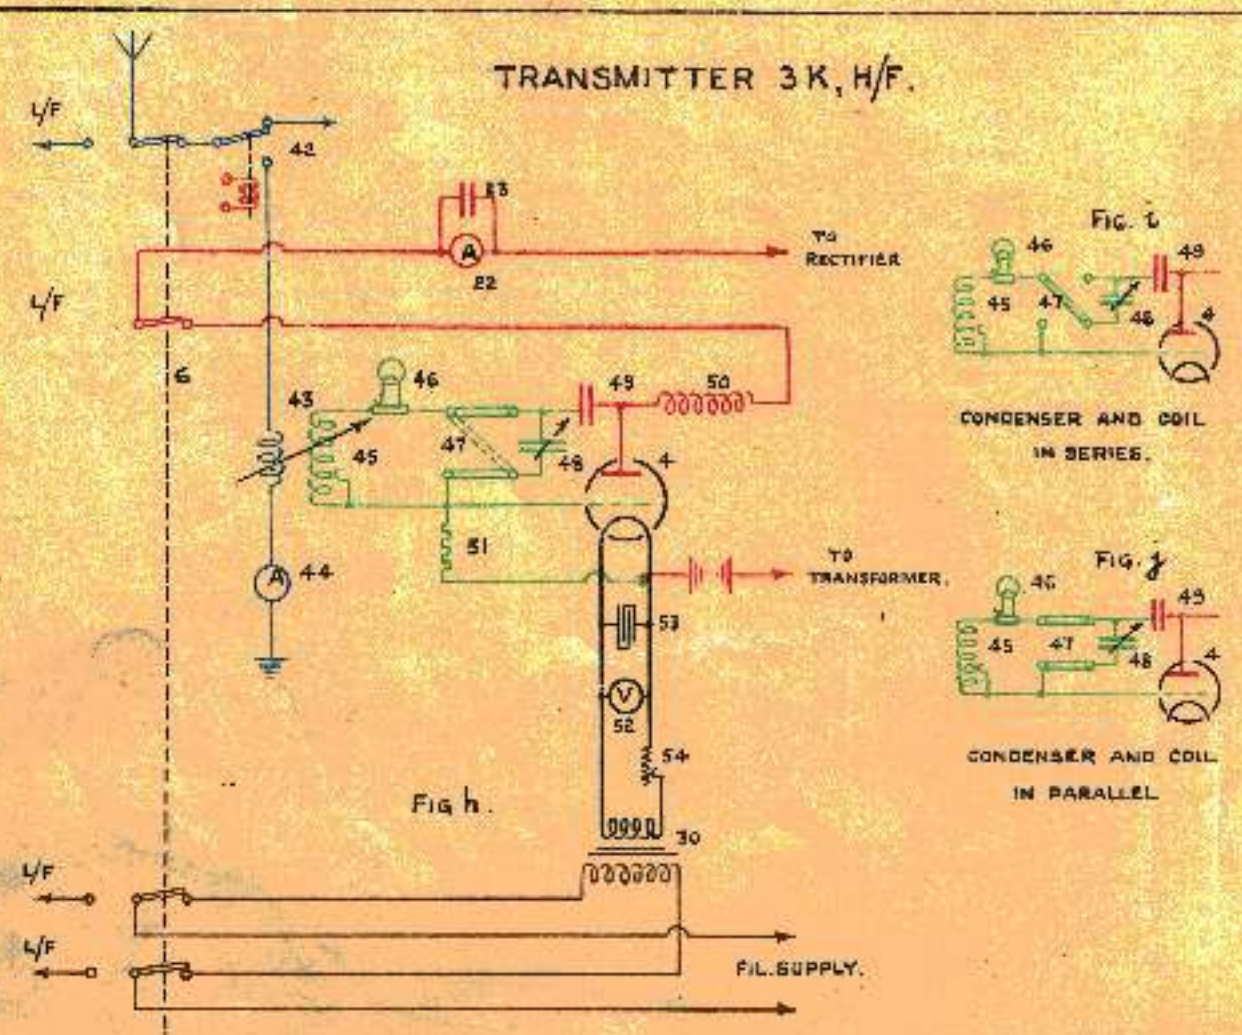 TRANSMITTER 3K, H/F.
L/F
42
23
A
22
TO
RECTIFIER
L/F
6
43
46
45
47
48
49
50
4
51
A 44
TO
TRANSFORMER.
53
V
52
54
30
Fig h.
L/F
L/F
FIL. SUPPLY.
Fig. i
46
49
45
47
48
4
CONDENSER AND COIL
IN SERIES.
Fig. j
46
49
45
47
48
4
CONDENSER AND COIL
IN PARALLEL